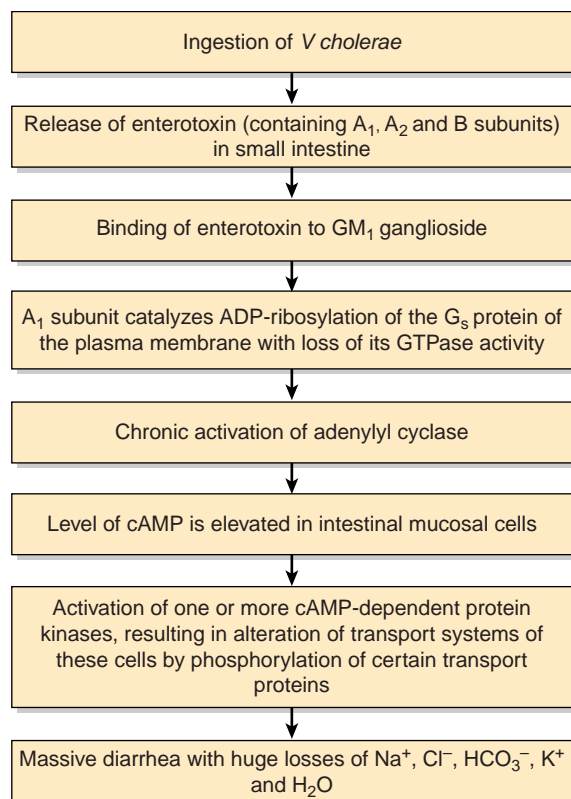 Ingestion of V cholerae
Release of enterotoxin (containing A₁, A₂ and B subunits)
in small intestine
Binding of enterotoxin to GM₁ ganglioside
A₁ subunit catalyzes ADP-ribosylation of the Gₛ protein of
the plasma membrane with loss of its GTPase activity
Chronic activation of adenylyl cyclase
Level of cAMP is elevated in intestinal mucosal cells
Activation of one or more cAMP-dependent protein
kinases, resulting in alteration of transport systems of
these cells by phosphorylation of certain transport
proteins
Massive diarrhea with huge losses of Na⁺, Cl⁻, HCO₃⁻, K⁺
and H₂O